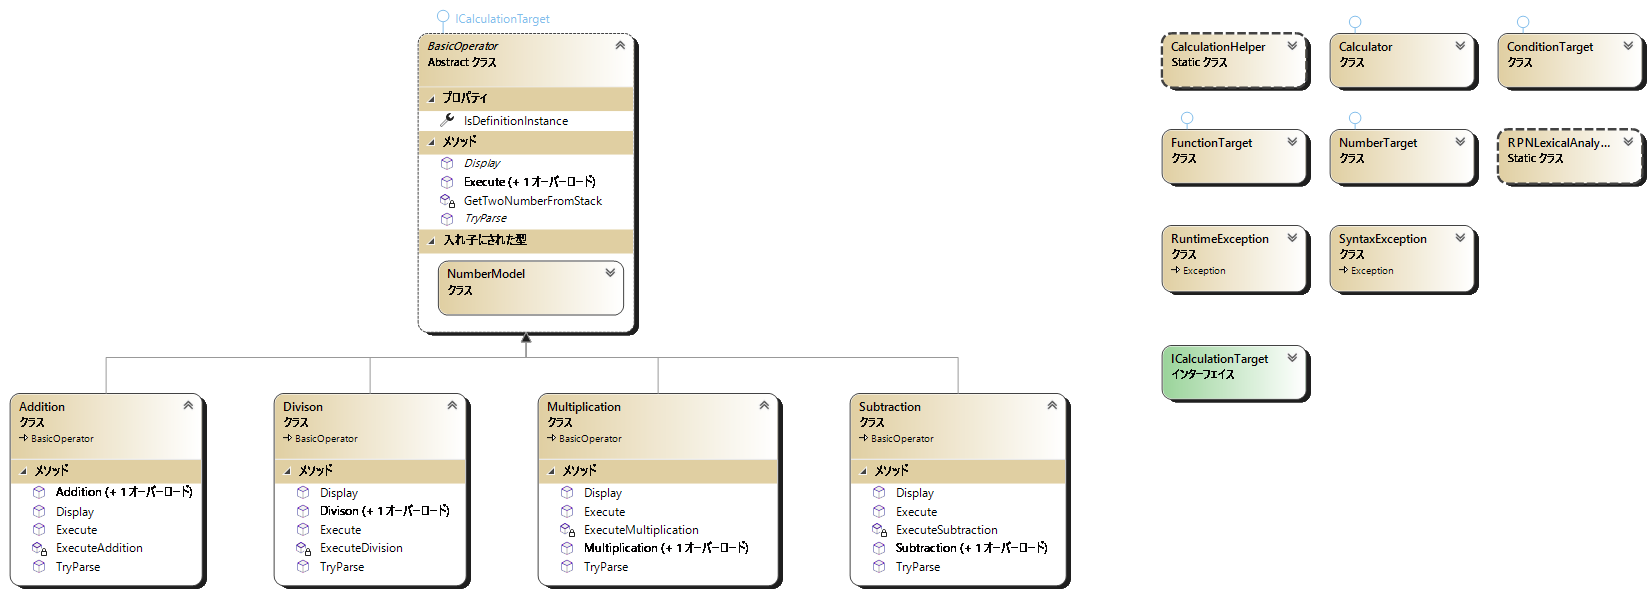 ICalculationTarget
BasicOperator
Abstract クラス
プロパティ
IsDefinitionInstance
メソッド
Display
Execute (+ 1 オーバーロード)
GetTwoNumberFromStack
TryParse
入れ子にされた型
NumberModel
クラス
Addition
クラス
BasicOperator
メソッド
Addition (+ 1 オーバーロード)
Display
Execute
ExecuteAddition
TryParse
Divison
クラス
BasicOperator
メソッド
Display
Divison (+ 1 オーバーロード)
Execute
ExecuteDivision
TryParse
Multiplication
クラス
BasicOperator
メソッド
Display
Execute
ExecuteMultiplication
Multiplication (+ 1 オーバーロード)
TryParse
Subtraction
クラス
BasicOperator
メソッド
Display
Execute
ExecuteSubtraction
Subtraction (+ 1 オーバーロード)
TryParse
CalculationHelper
Static クラス
Calculator
クラス
ConditionTarget
クラス
FunctionTarget
クラス
NumberTarget
クラス
RPNLexicalAnaly...
Static クラス
RuntimeException
クラス
Exception
SyntaxException
クラス
Exception
ICalculationTarget
インターフェイス